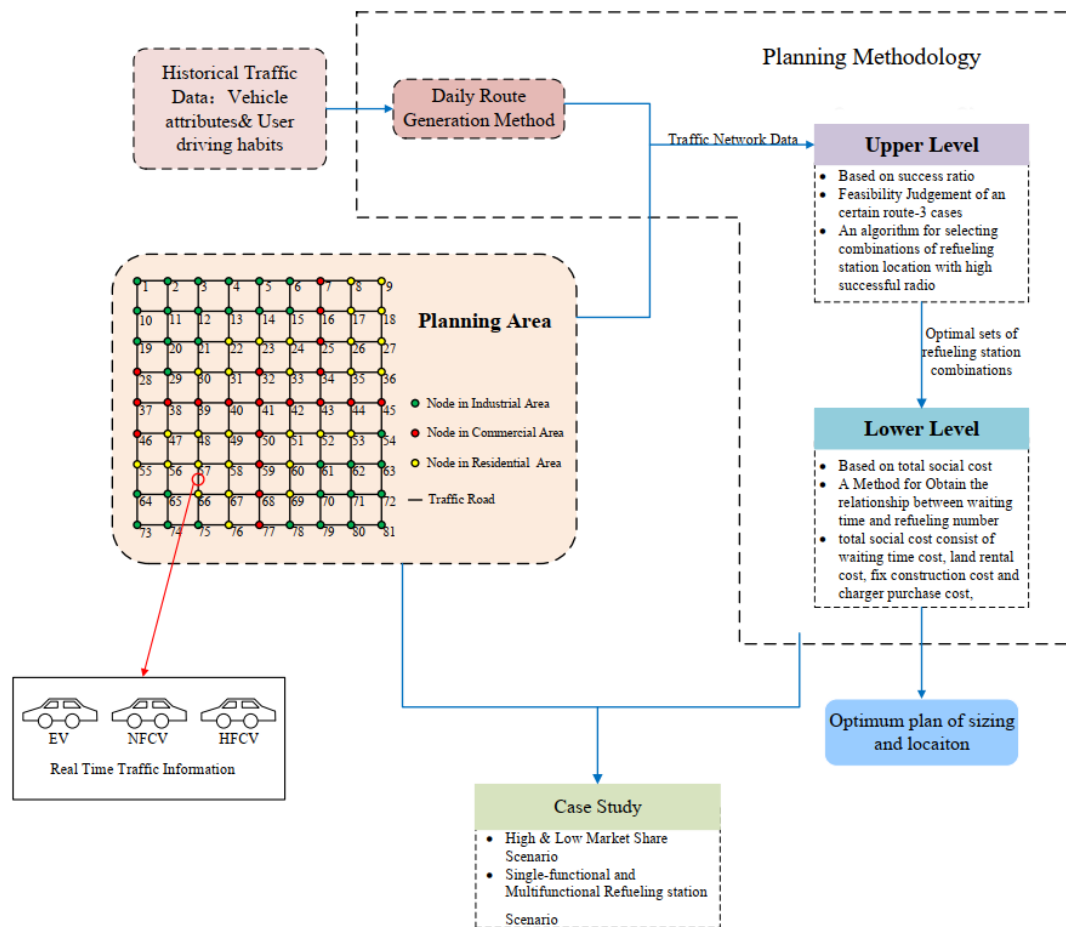 Planning Methodology
Historical Traffic
Data：Vehicle
attributes& User
driving habits
Daily Route
Generation Method
Traffic Network Data
Upper Level
● Based on success ratio
● Feasibility Judgement of an
certain route-3 cases
● An algorithm for selecting
combinations of refueling
station location with high
successful radio
Planning Area
1 2 3 4 5 6 7 8 9
10 11 12 13 14 15 16 17 18
19 20 21 22 23 24 25 26 27
28 29 30 31 32 33 34 35 36
37 38 39 40 41 42 43 44 45
46 47 48 49 50 51 52 53 54
55 56 57 58 59 60 61 62 63
64 65 66 67 68 69 70 71 72
73 74 75 76 77 78 79 80 81
Node in Industrial Area
Node in Commercial Area
Node in Residential Area
Traffic Road
Optimal sets of
refueling station
combinations
Lower Level
● Based on total social cost
● A Method for Obtain the
relationship between waiting
time and refueling number
● total social cost consist of
waiting time cost, land rental
cost, fix construction cost and
charger purchase cost,
EV NFCV HFCV
Real Time Traffic Information
Optimum plan of sizing
and locaiton
Case Study
● High & Low Market Share
Scenario
● Single-functional and
Multifunctional Refueling station
Scenario